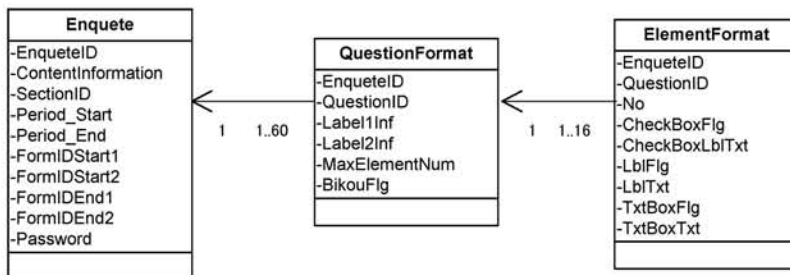 Enquete
-EnqueteID
-ContentInformation
-SectionID
-Period_Start
-Period_End
-FormIDStart1
-FormIDStart2
-FormIDEnd1
-FormIDEnd2
-Password
1 1..60
QuestionFormat
-EnqueteID
-QuestionID
-Label1Inf
-Label2Inf
-MaxElementNum
-BikouFlg
1 1..16
ElementFormat
-EnqueteID
-QuestionID
-No
-CheckBoxFlg
-CheckBoxLblTxt
-LblFlg
-LblTxt
-TxtBoxFlg
-TxtBoxTxt